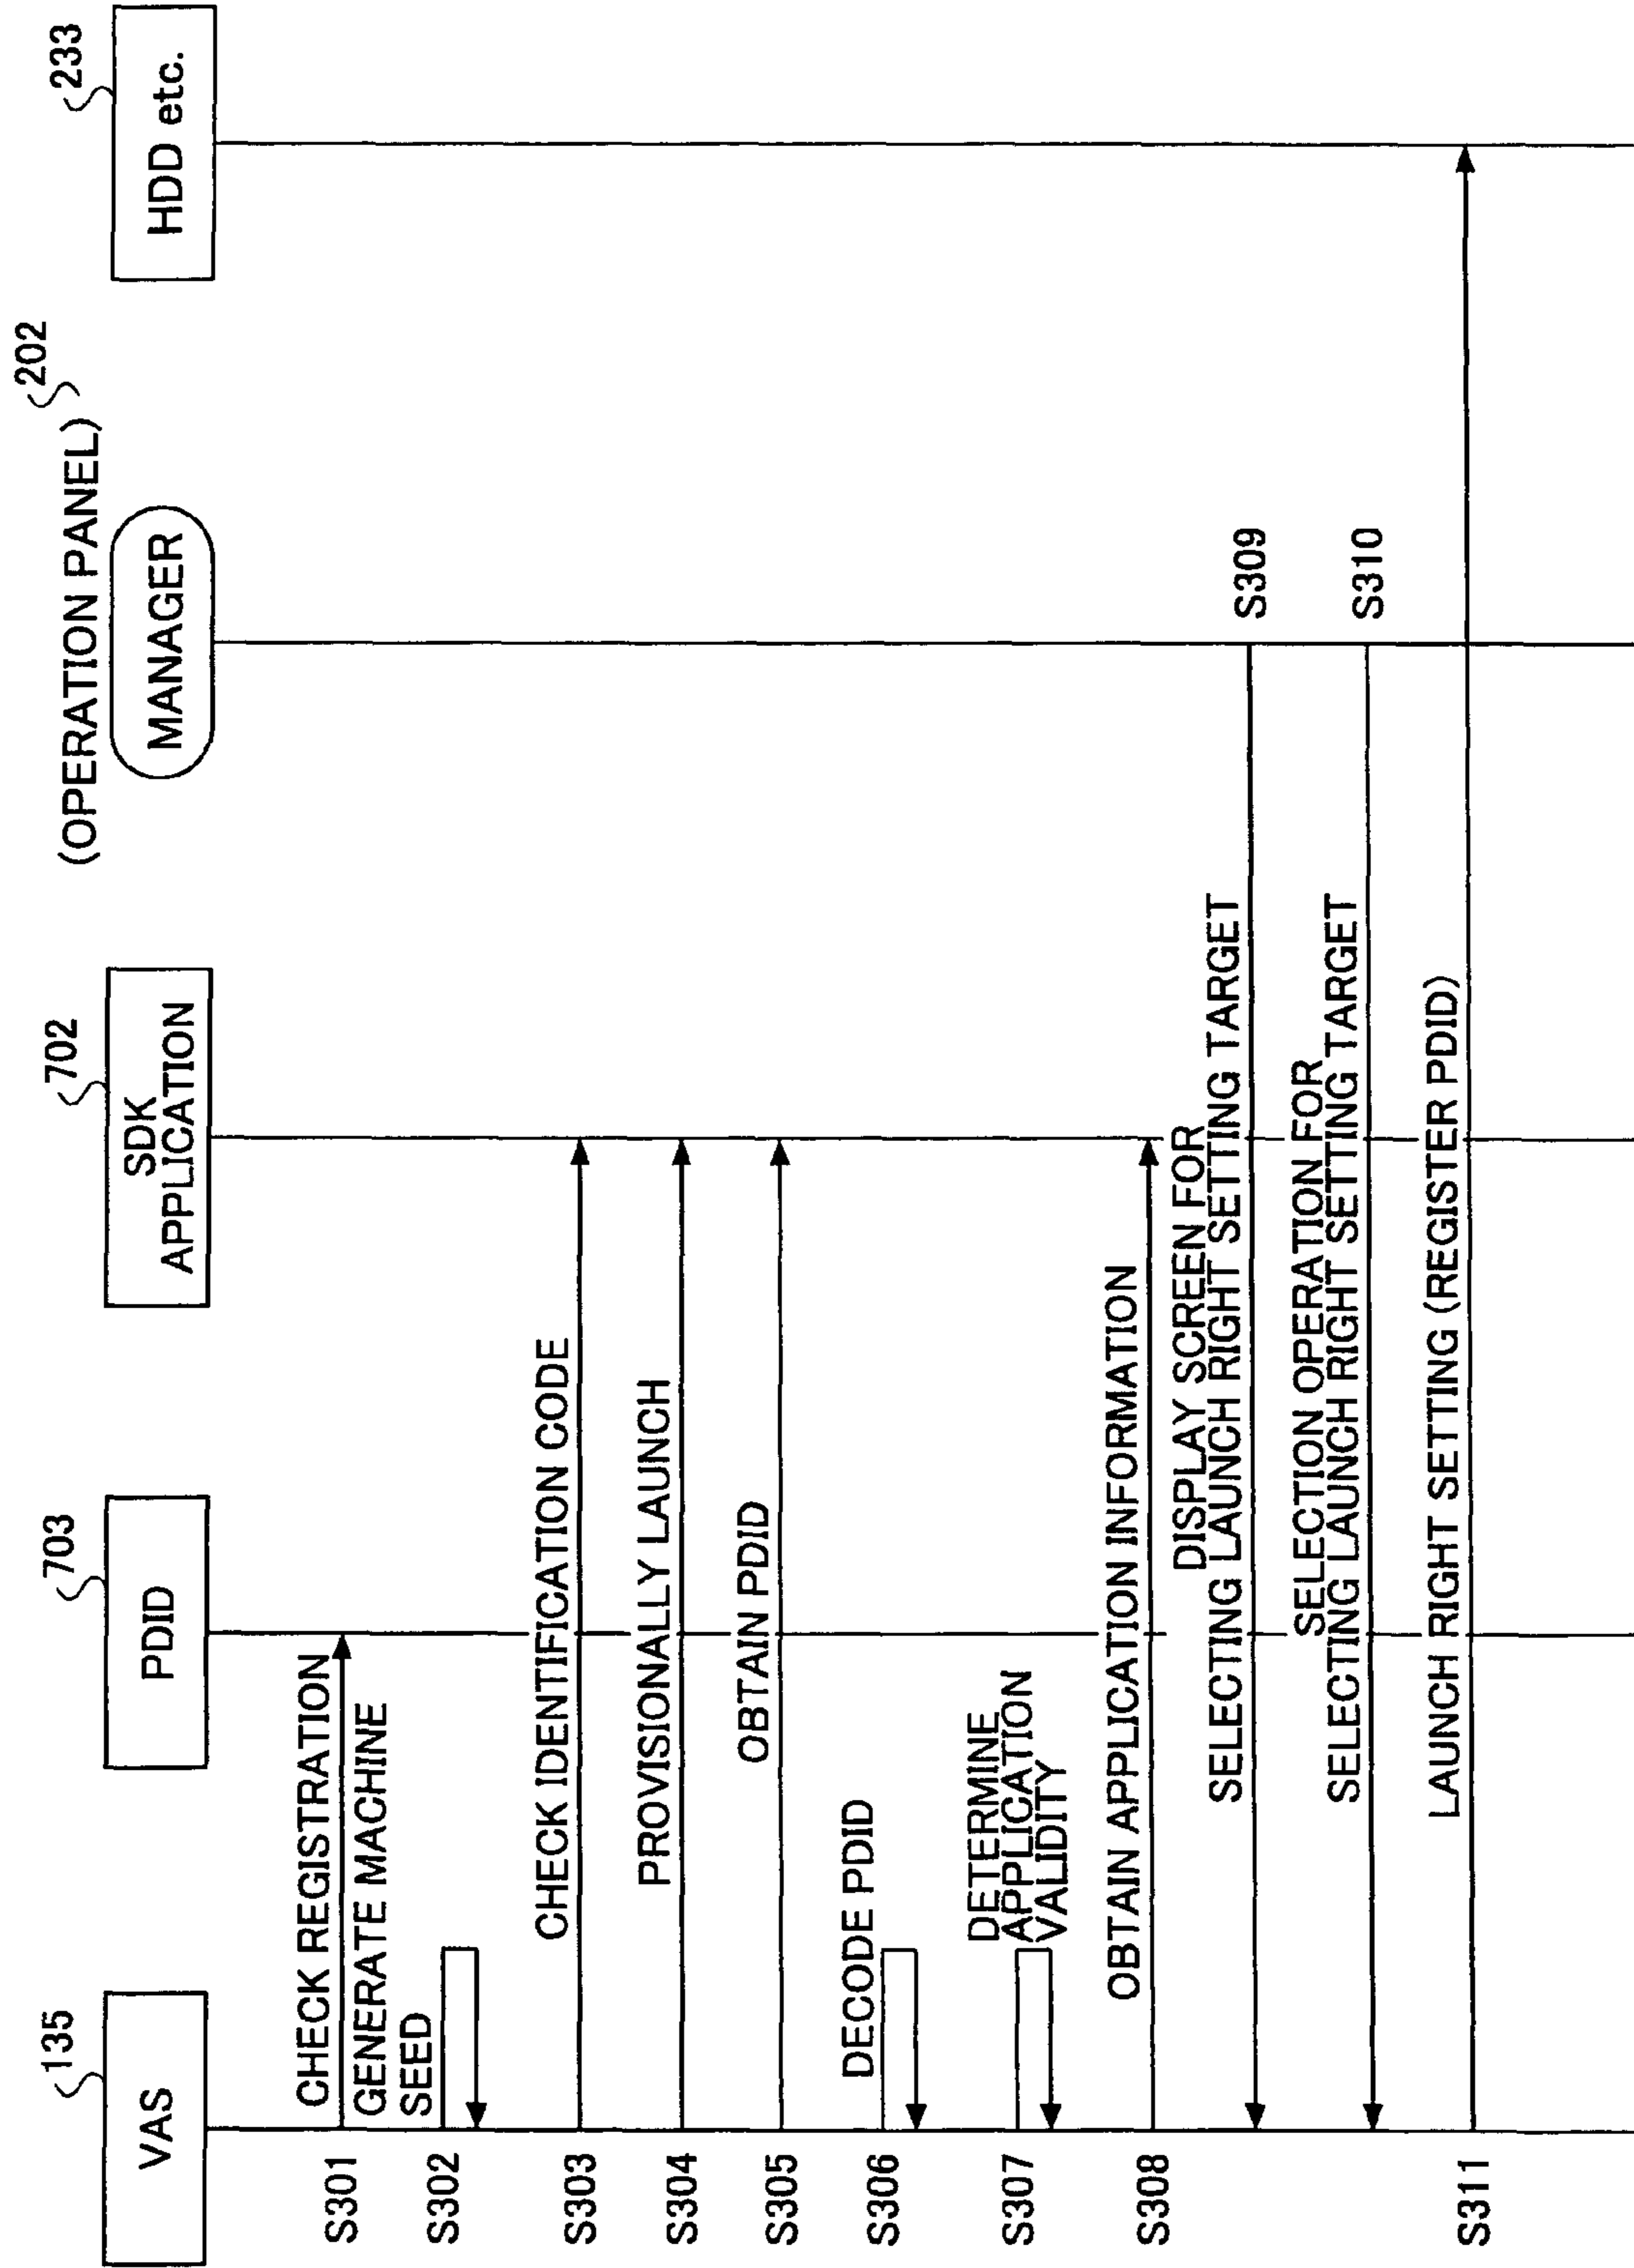 135
VAS
703
PDID
702
SDK
APPLICATION
(OPERATION PANEL)
202
MANAGER
233
HDD etc.
S301
CHECK REGISTRATION
GENERATE MACHINE
SEED
S302
S303
CHECK IDENTIFICATION CODE
S304
PROVISIONALLY LAUNCH
S305
OBTAIN PDID
S306
DECODE PDID
S307
DETERMINE
APPLICATION
VALIDITY
S308
OBTAIN APPLICATION INFORMATION
DISPLAY SCREEN FOR
SELECTING LAUNCH RIGHT SETTING TARGET
S309
SELECTION OPERATION FOR
SELECTING LAUNCH RIGHT SETTING TARGET
S310
S311
LAUNCH RIGHT SETTING (REGISTER PDID)